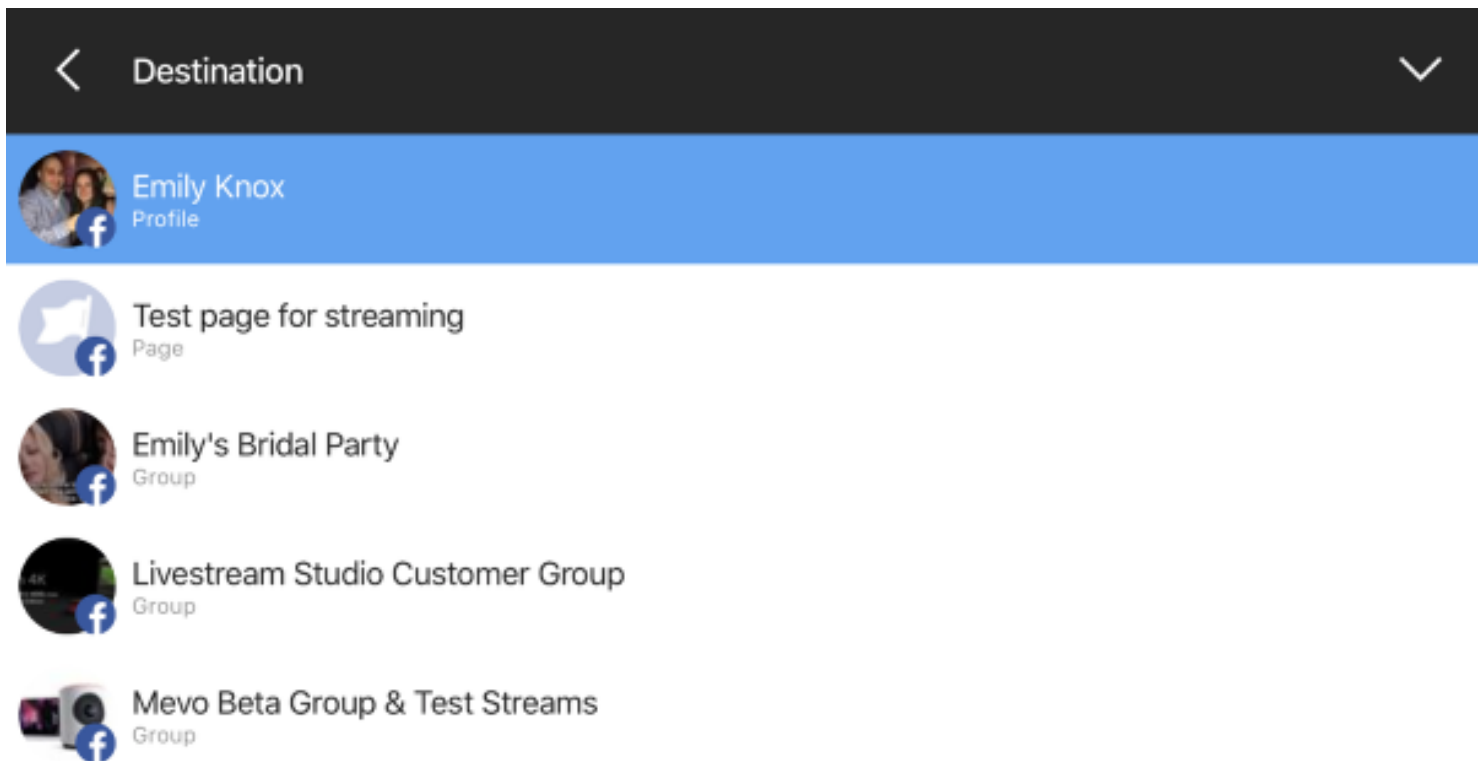 Destination
Emily Knox
Profile
Test page for streaming
Page
Emily's Bridal Party
Group
Livestream Studio Customer Group
Group
Mevo Beta Group & Test Streams
Group